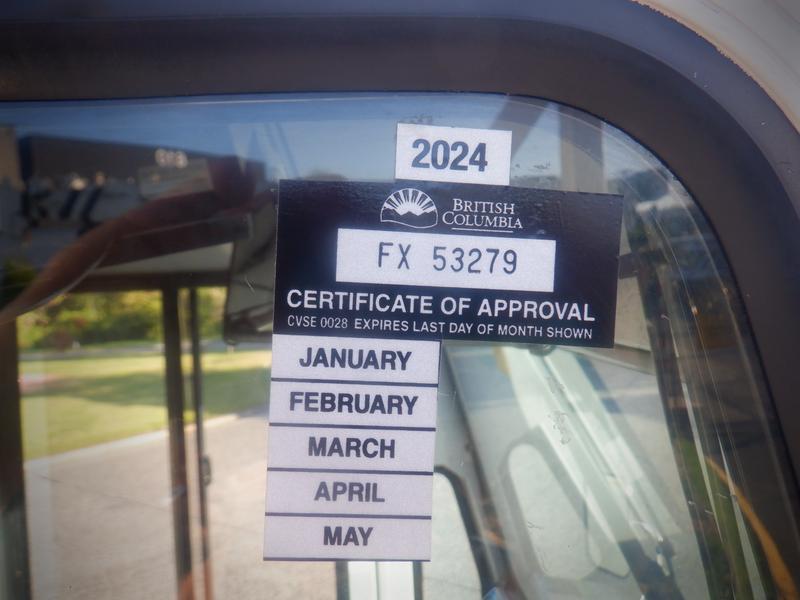 2024
BRITISH
COLUMBIA
FX 53279
CERTIFICATE OF APPROVAL
CVSE 0028 EXPIRES LAST DAY OF MONTH SHOWN
JANUARY
FEBRUARY
MARCH
APRIL
MAY